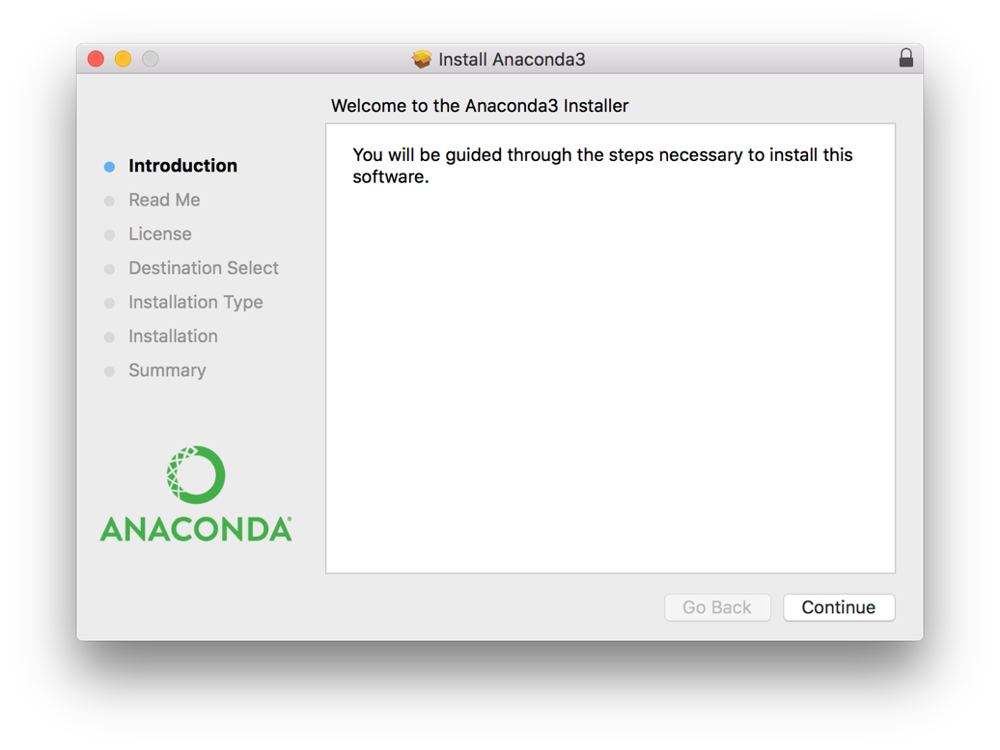 Install Anaconda3
Welcome to the Anaconda3 Installer
Introduction
Read Me
License
Destination Select
Installation Type
Installation
Summary
ANACONDA®
You will be guided through the steps necessary to install this
software.
Go Back
Continue